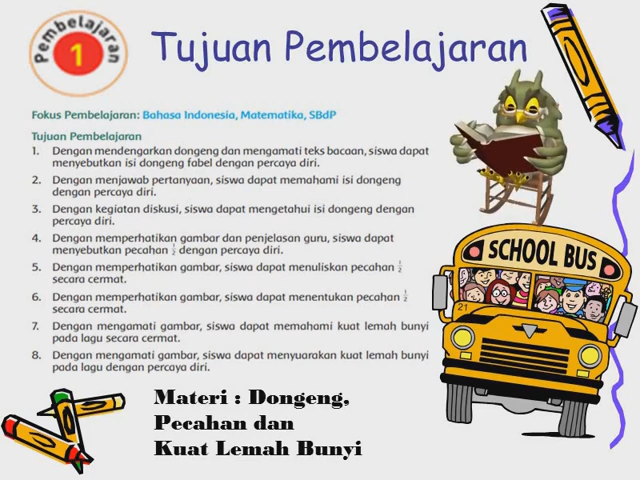 Pembelajaran
1
Tujuan Pembelajaran
Fokus Pembelajaran: Bahasa Indonesia, Matematika, SBdP
Tujuan Pembelajaran
1. Dengan mendengarkan dongeng dan mengamati teks bacaan, siswa dapat
menyebutkan isi dongeng fabel dengan percaya diri.
2. Dengan menjawab pertanyaan, siswa dapat memahami isi dongeng
dengan percaya diri.
3. Dengan kegiatan diskusi, siswa dapat mengetahui isi dongeng dengan
percaya diri.
4. Dengan memperhatikan gambar dan penjelasan guru, siswa dapat
menyebutkan pecahan ½ dengan percaya diri.
5. Dengan memperhatikan gambar, siswa dapat menuliskan pecahan ½
secara cermat.
6. Dengan memperhatikan gambar, siswa dapat menentukan pecahan ½
secara cermat.
7. Dengan mengamati gambar, siswa dapat memahami kuat lemah bunyi
pada lagu secara cermat.
8. Dengan mengamati gambar, siswa dapat menyuarakan kuat lemah bunyi
pada lagu dengan percaya diri.
SCHOOL BUS
21
Materi : Dongeng,
Pecahan dan
Kuat Lemah Bunyi